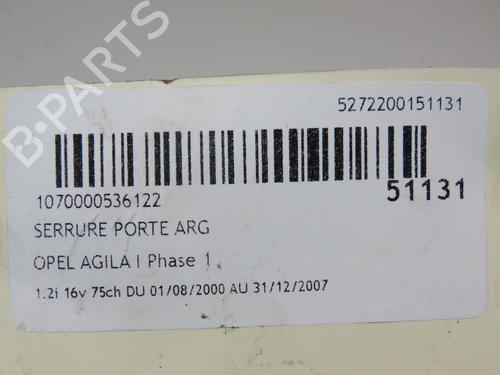 B-PARTS
5272200151131
1070000536122
51131
SERRURE PORTE ARG
OPEL AGILA I Phase 1
1.2i 16v 75ch DU 01/08/2000 AU 31/12/2007